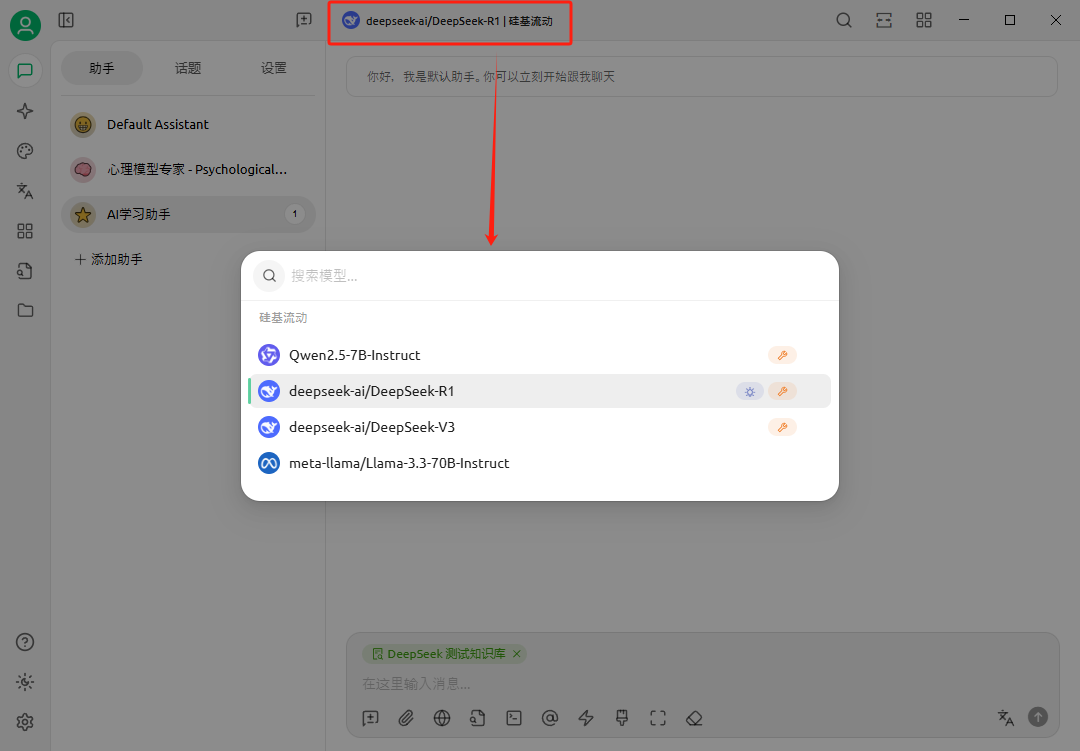 deepseek-ai/DeepSeek-R1 | 硅基流动
助手
话题
设置
你好，我是默认助手。你可以立刻开始跟我聊天
Default Assistant
心理模型专家 - Psychological...
AI学习助手
1
添加助手
搜索模型...
硅基流动
Qwen2.5-7B-Instruct
deepseek-ai/DeepSeek-R1
deepseek-ai/DeepSeek-V3
meta-llama/Llama-3.3-70B-Instruct
DeepSeek 测试知识库
在这里输入消息...